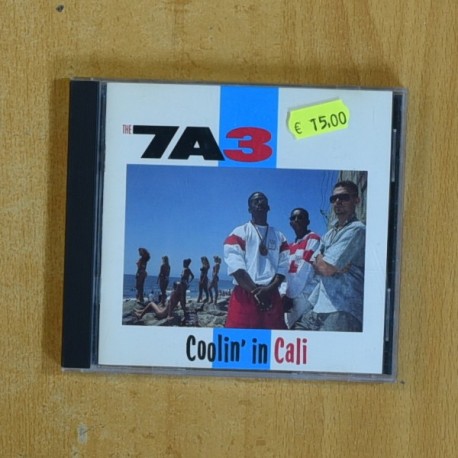 THE 7A3
€ 15,00
Coolin' in Cali